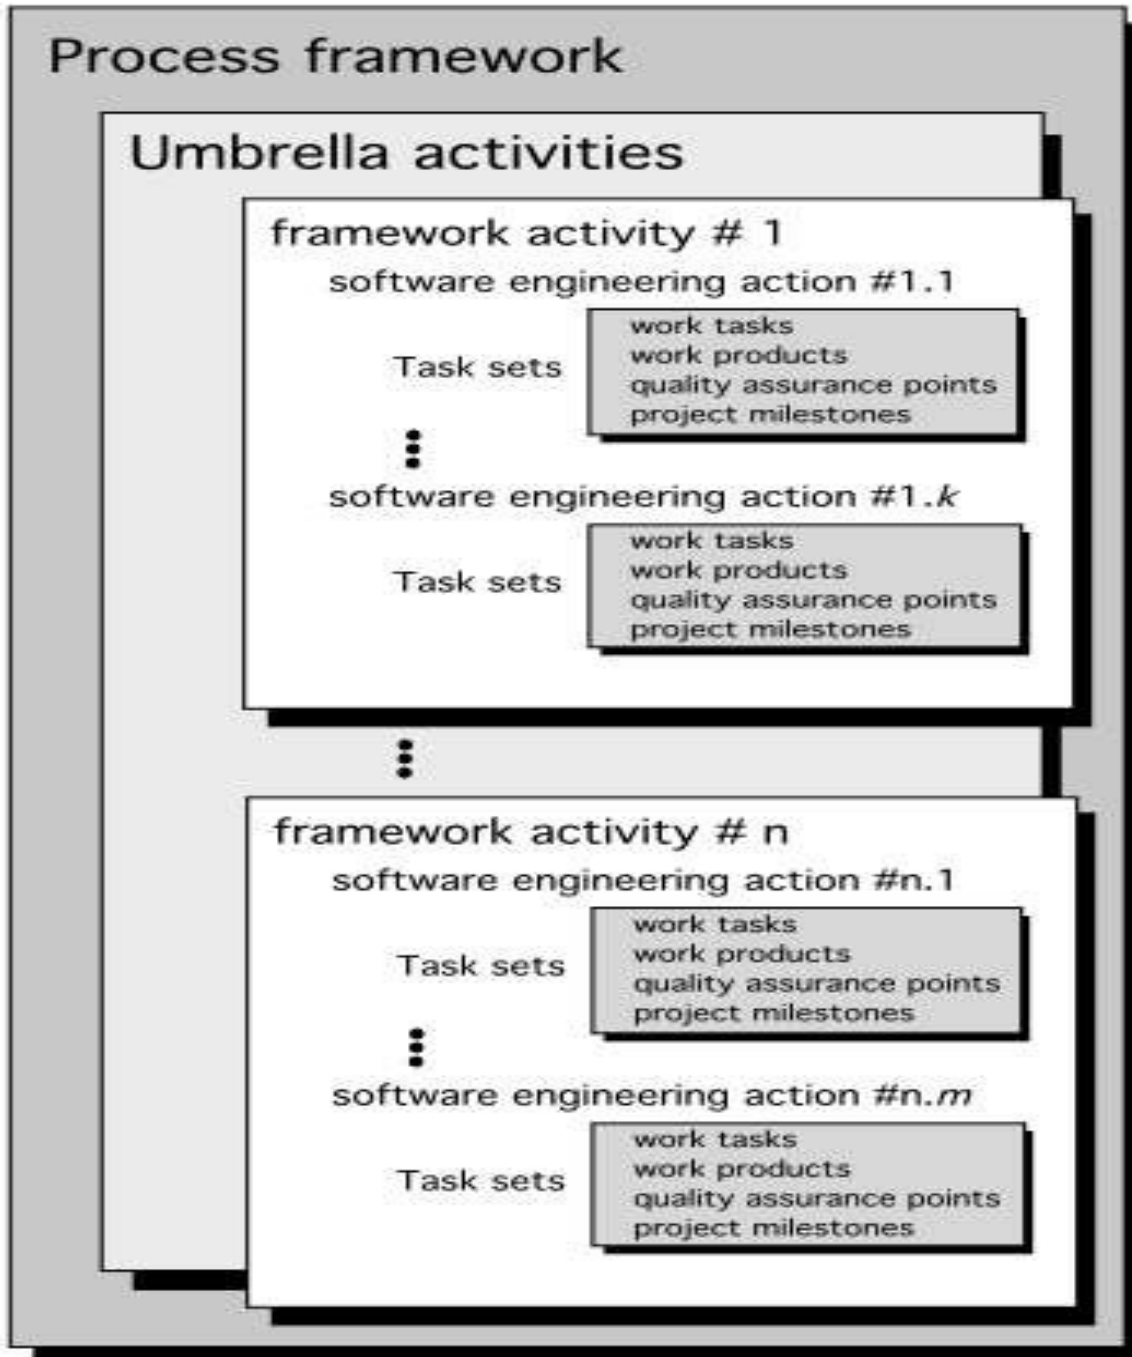 Process framework
Umbrella activities
framework activity # 1
software engineering action #1.1
Task sets
work tasks
work products
quality assurance points
project milestones
software engineering action #1.k
Task sets
work tasks
work products
quality assurance points
project milestones
framework activity # n
software engineering action #n.1
Task sets
work tasks
work products
quality assurance points
project milestones
software engineering action #n.m
Task sets
work tasks
work products
quality assurance points
project milestones